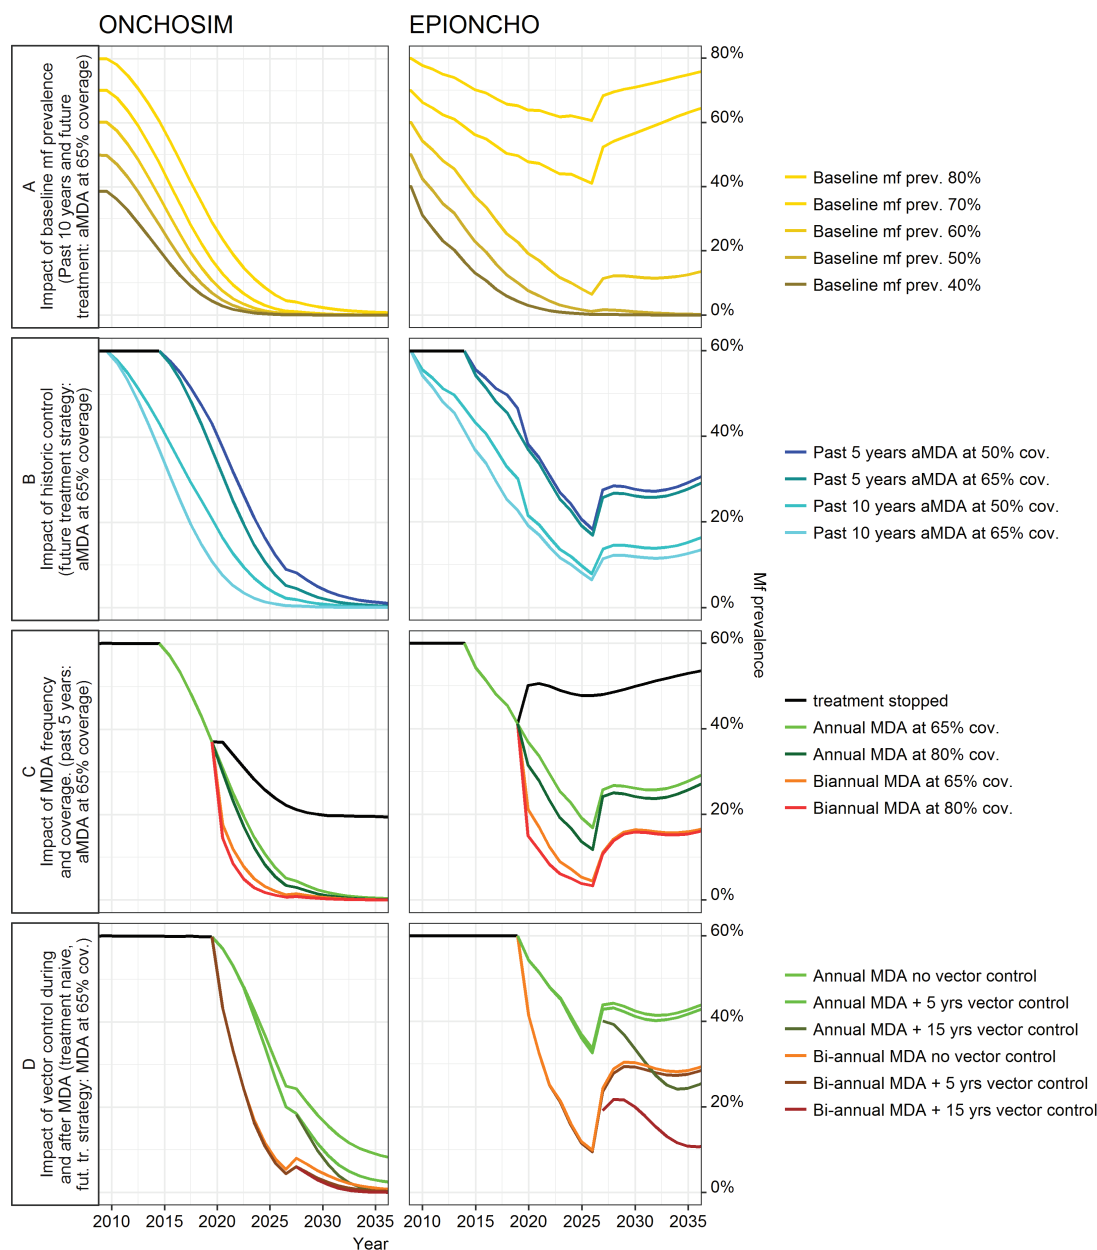 ONCHOSIM
EPIONCHO
A
Impact of baseline mf prevalence
(Past 10 years and future
treatment: aMDA at 65% coverage)
80%
60%
40%
20%
0%
Baseline mf prev. 80%
Baseline mf prev. 70%
Baseline mf prev. 60%
Baseline mf prev. 50%
Baseline mf prev. 40%
B
Impact of historic control
(future treatment strategy:
aMDA at 65% coverage)
60%
40%
20%
0%
Past 5 years aMDA at 50% cov.
Past 5 years aMDA at 65% cov.
Past 10 years aMDA at 50% cov.
Past 10 years aMDA at 65% cov.
Mf prevalence
C
Impact of MDA frequency
and coverage. (past 5 years:
aMDA at 65% coverage)
60%
40%
20%
0%
treatment stopped
Annual MDA at 65% cov.
Annual MDA at 80% cov.
Biannual MDA at 65% cov.
Biannual MDA at 80% cov.
D
Impact of vector control during
and after MDA (treatment naive,
fut. tr. strategy: MDA at 65% cov.)
60%
40%
20%
0%
Annual MDA no vector control
Annual MDA + 5 yrs vector control
Annual MDA + 15 yrs vector control
Bi-annual MDA no vector control
Bi-annual MDA + 5 yrs vector control
Bi-annual MDA + 15 yrs vector control
2010 2015 2020 2025 2030 2035
2010 2015 2020 2025 2030 2035
Year